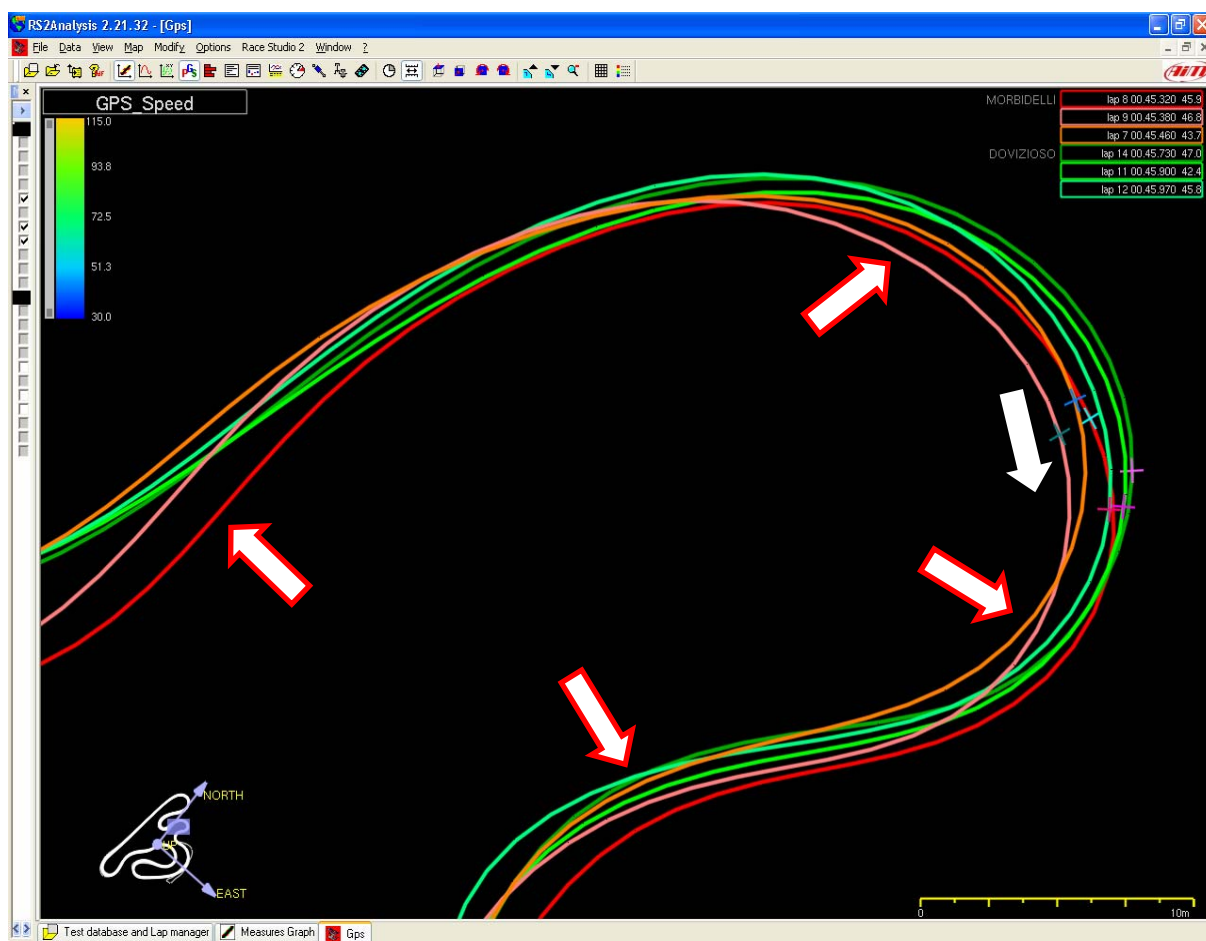 RS2Analysis 2.21.32 - [Gps]
File Data View Map Modify Options Race Studio 2 Window ?
AiM
GPS_Speed
115.0
93.8
72.5
51.3
30.0
MORBIDELLI
lap 8 00.45.320 45.9
lap 9 00.45.380 46.8
lap 7 00.45.460 43.7
DOVIZIOSO
lap 14 00.45.730 47.0
lap 11 00.45.900 42.4
lap 12 00.45.970 45.8
NORTH
UP
EAST
0
10m
Test database and Lap manager
Measures Graph
Gps